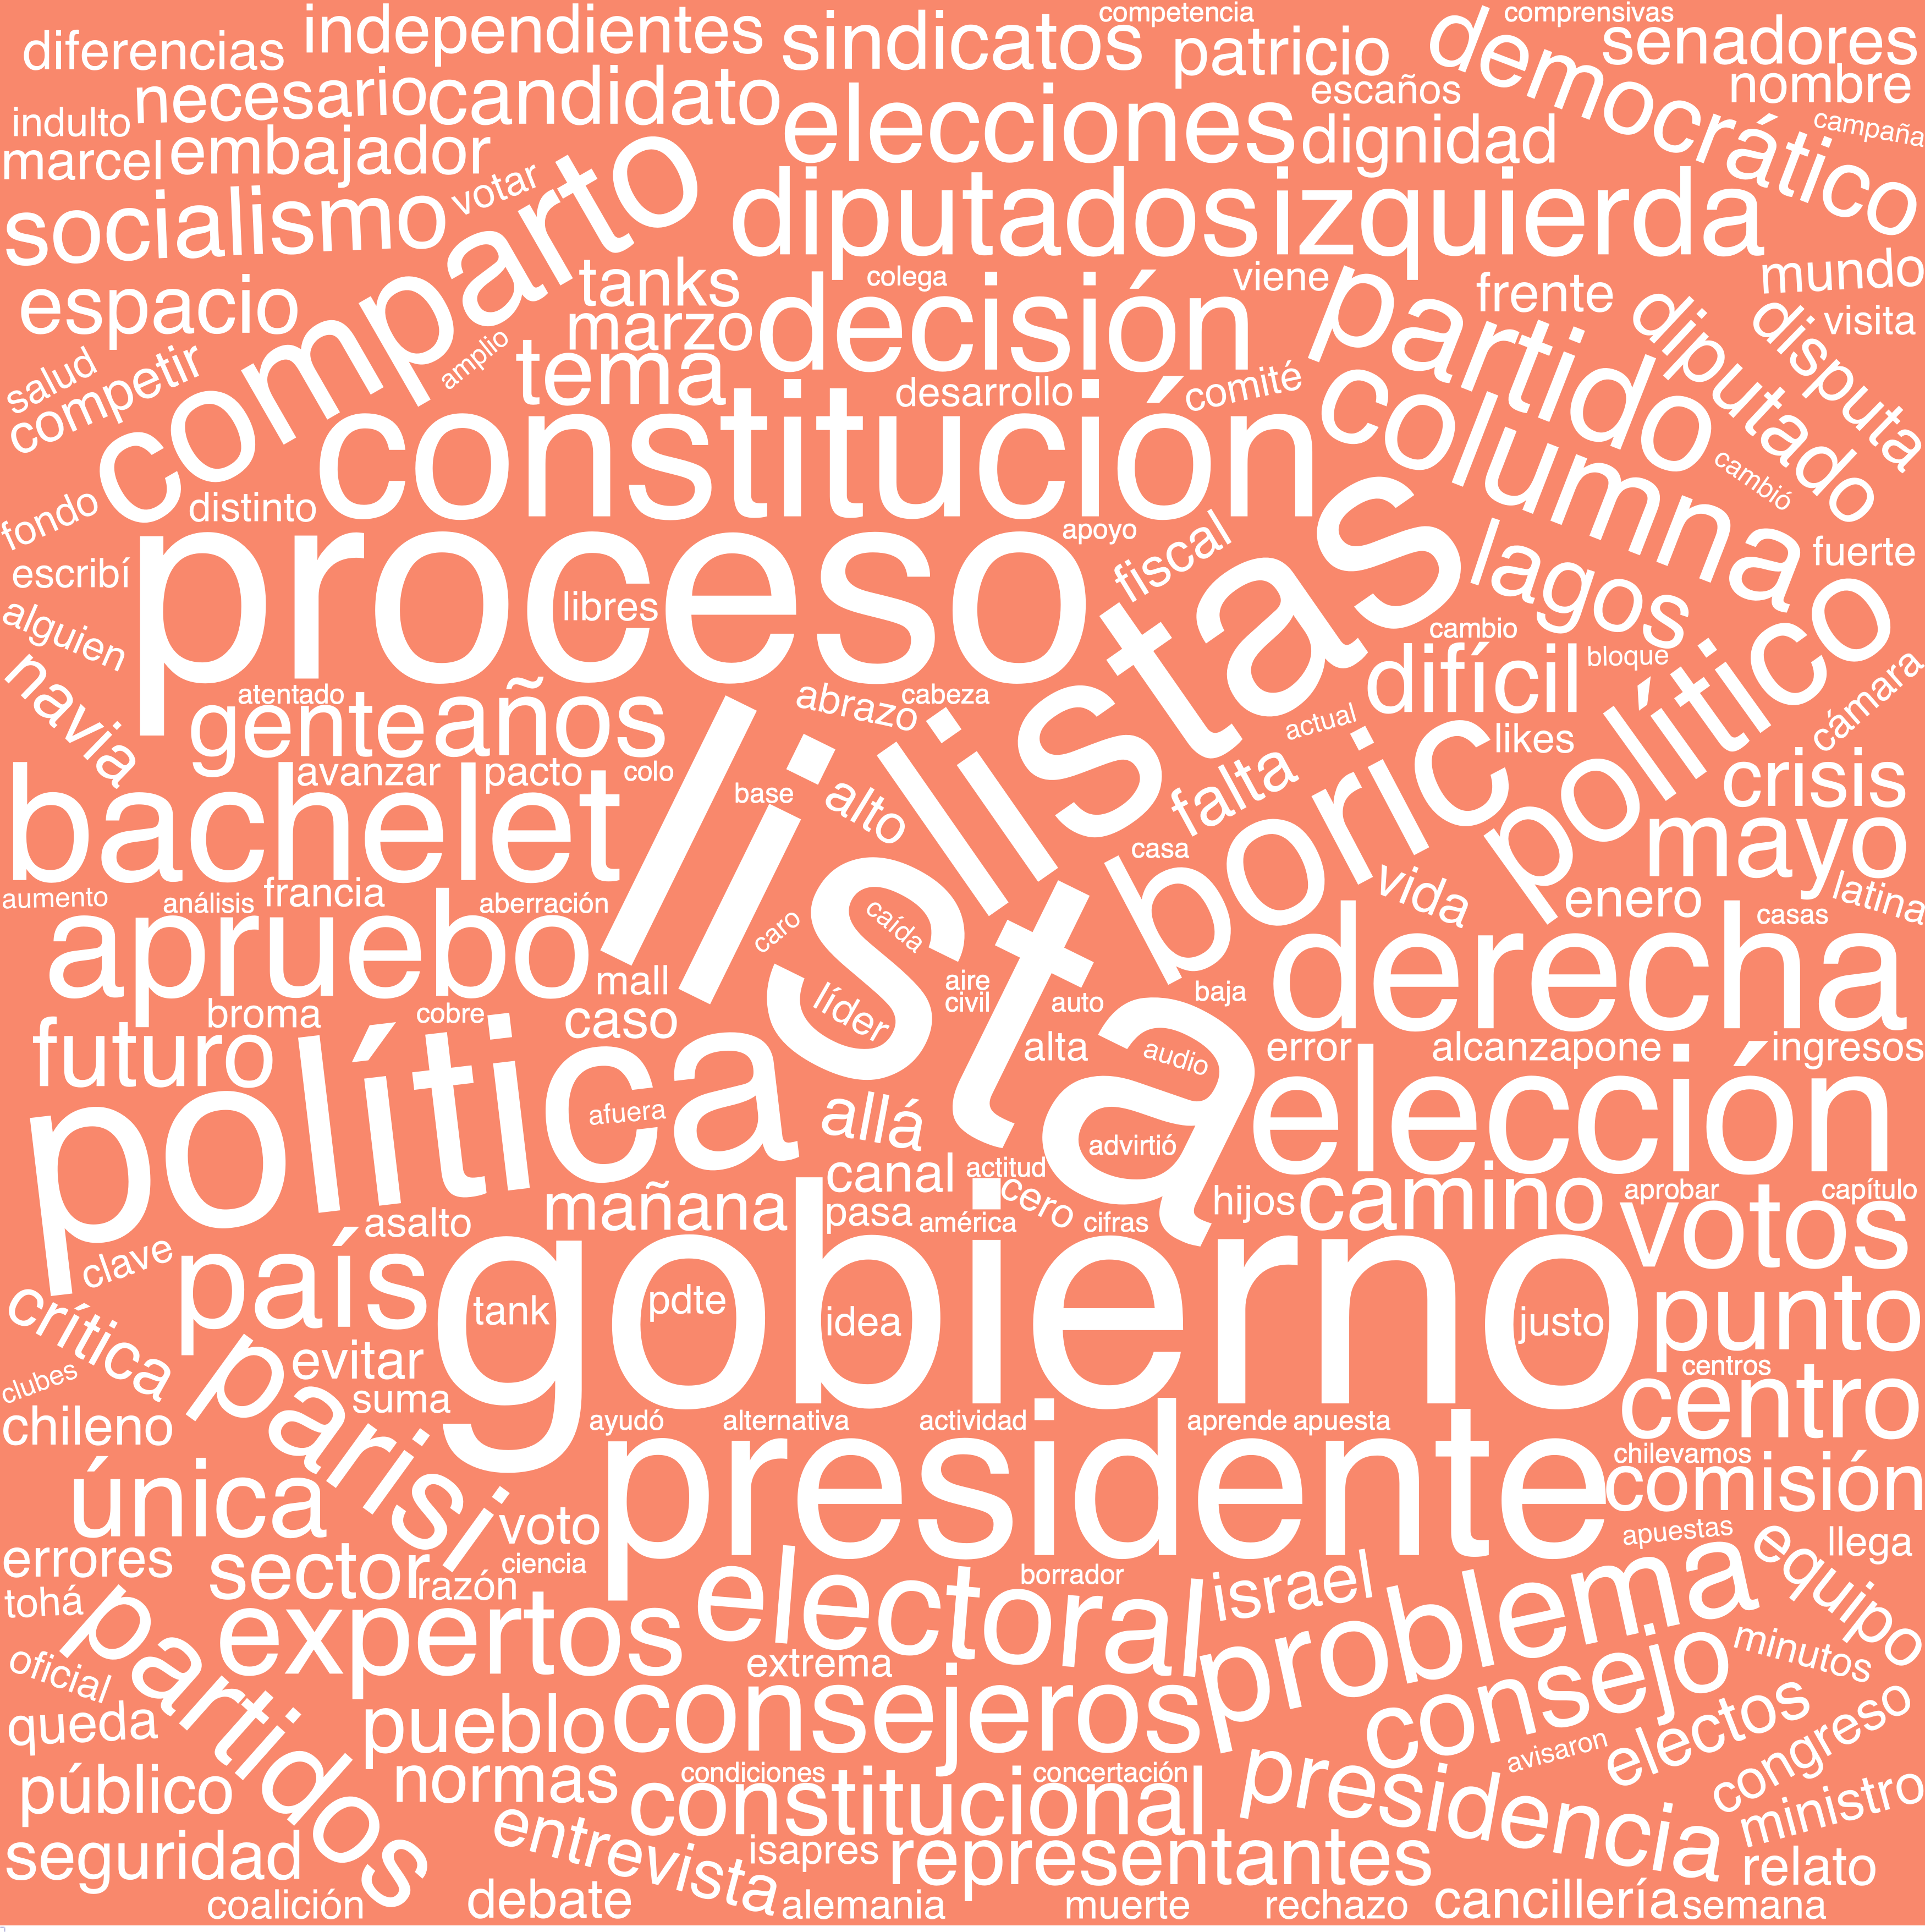 diferencias
independientes
sindicatos
competencia
patricio
democrático
comprensivas
senadores
nombre
escaños
campaña
indulto
necesario
candidato
elecciones
dignidad
marcel
embajador
votar
socialismo
comparto
diputados
izquierda
mundo
espacio
tanks
colega
viene
partido
frente
diputado
disputa
visita
marzo
decisión
salud
competir
amplio
tema
desarrollo
comité
columna
cambió
constitución
fondo
distinto
escribí
proceso
libres
apoyo
fiscal
listas
lagos
fuerte
político
alguien
navia
atentado
gente
años
abrazo
cabeza
cambio
difícil
bloque
cámara
actual
likes
bachelet
avanzar
pacto
colo
base
alto
falta
boric
crisis
mayo
casa
vida
aumento
análisis
francia
aberración
lista
caro
caída
enero
latina
casas
apruebo
mall
aire
civil
auto
baja
derecha
broma
cobre
caso
líder
futuro
alta
audio
error
alcanzapone
ingresos
política
afuera
allá
advirtió
elección
canal
actitud
cero
mañana
asalto
pasa
américa
cifras
hijos
camino
aprobar
capítulo
votos
clave
país
gobierno
tank
pdte
idea
justo
punto
crítica
parisi
evitar
suma
clubes
chileno
centros
centro
ayudó
alternativa
actividad
aprende
apuesta
presidente
chilevamos
comisión
única
voto
apuestas
equipo
llega
errores
sector
ciencia
razón
tohá
electoral
borrador
israel
problema
partidos
expertos
extrema
consejo
minutos
oficial
queda
pueblo
consejeros
avisaron
electos
congreso
público
normas
condiciones
concertación
constitucional
presidencia
ministro
seguridad
entrevista
isapres
representantes
relato
coalición
debate
alemania
muerte
rechazo
cancillería
semana